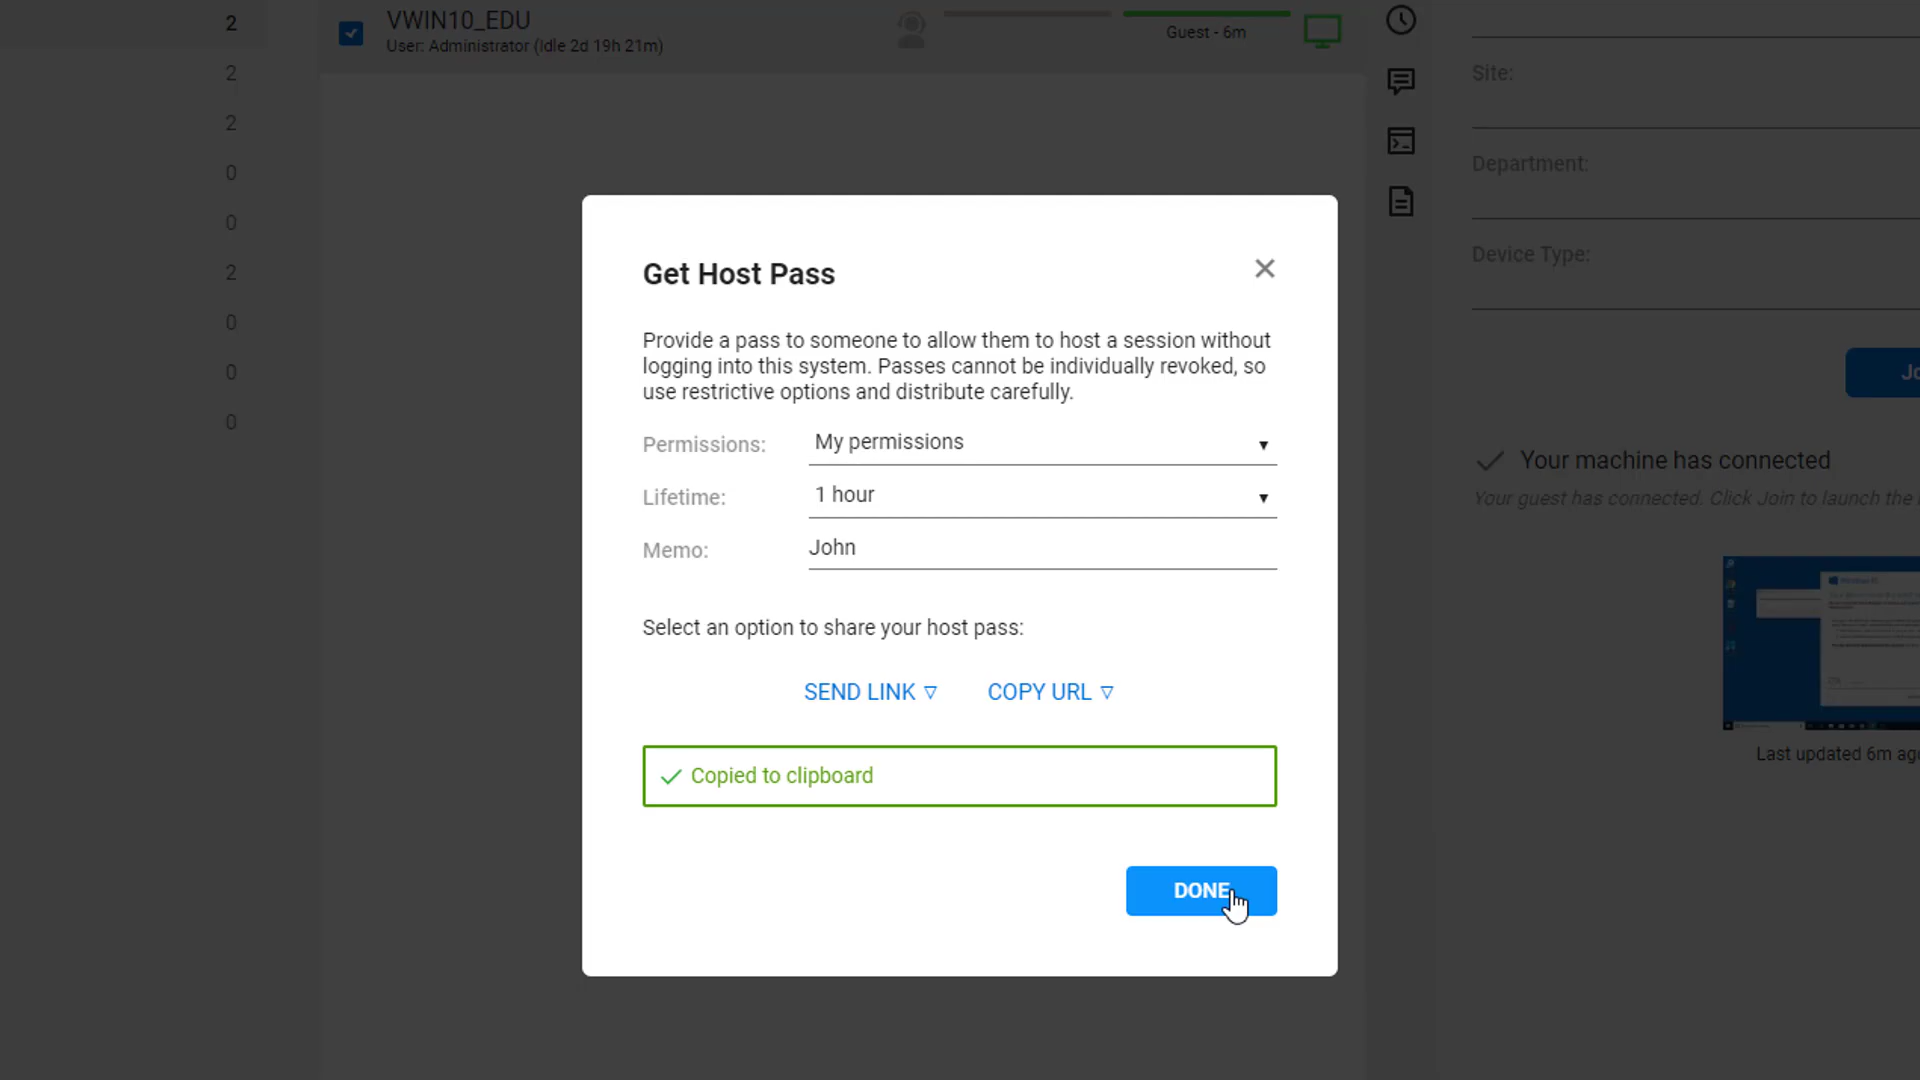 2
2
2
0
0
2
0
0
0
VWIN10_EDU
User: Administrator (Idle 2d 19h 21m)
Guest - 6m
Site:
Department:
Device Type:
Your machine has connected
Your guest has connected. Click Join to launch the
Last updated 6m ago
Get Host Pass
Provide a pass to someone to allow them to host a session without
logging into this system. Passes cannot be individually revoked, so
use restrictive options and distribute carefully.
Permissions: My permissions
Lifetime: 1 hour
Memo: John
Select an option to share your host pass:
SEND LINK COPY URL
Copied to clipboard
DONE